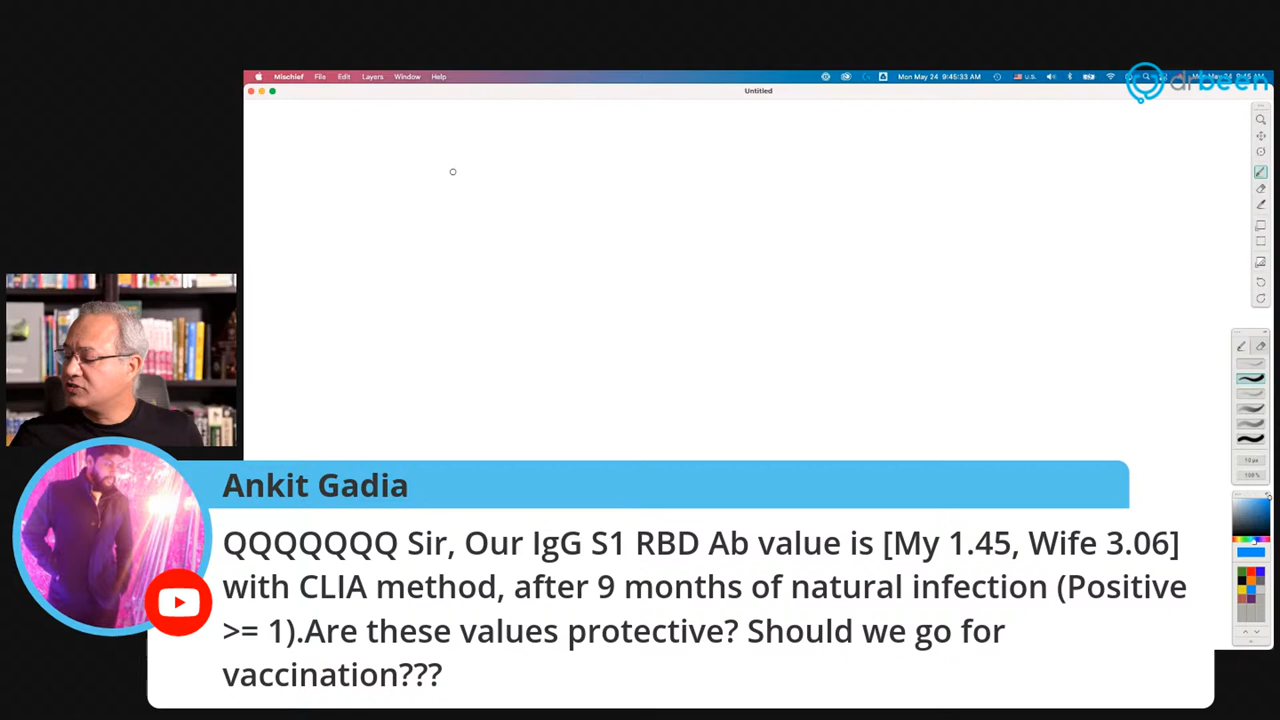 Mischief File Edit Layers Window Help
Mon May 24 9:45:33 AM
U.S.
Untitled
drbeen
Ankit Gadia
QQQQQQQ Sir, Our IgG S1 RBD Ab value is [My 1.45, Wife 3.06]
with CLIA method, after 9 months of natural infection (Positive
>= 1).Are these values protective? Should we go for
vaccination???